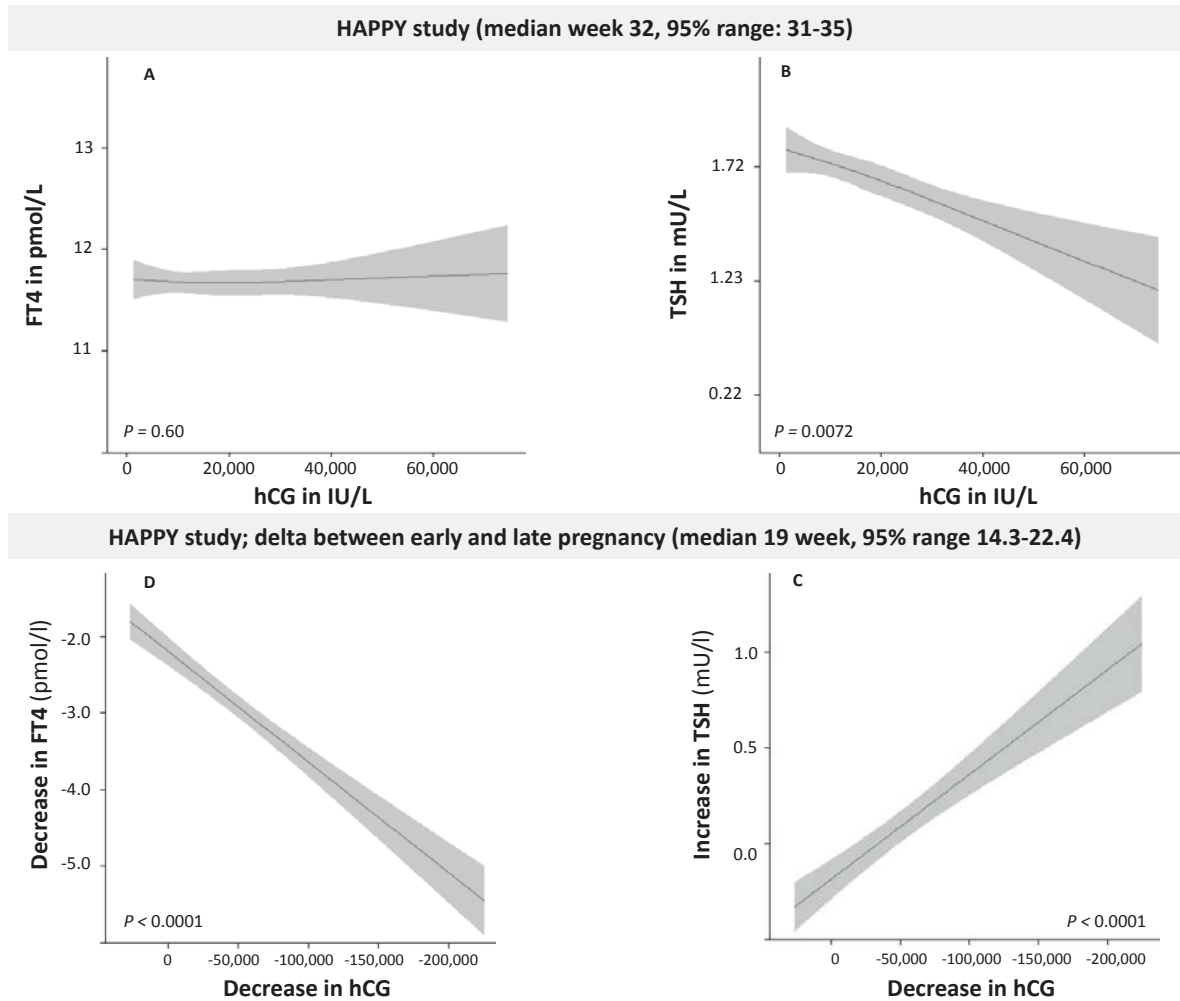 HAPPY study (median week 32, 95% range: 31-35)
A
FT4 in pmol/L
13
12
11
P = 0.60
0 20,000 40,000 60,000
hCG in IU/L
B
TSH in mU/L
1.72
1.23
0.22
P = 0.0072
0 20,000 40,000 60,000
hCG in IU/L
HAPPY study; delta between early and late pregnancy (median 19 week, 95% range 14.3-22.4)
D
Decrease in FT4 (pmol/l)
-2.0
-3.0
-4.0
-5.0
P < 0.0001
0 -50,000 -100,000 -150,000 -200,000
Decrease in hCG
C
Increase in TSH (mU/l)
1.0
0.5
0.0
P < 0.0001
0 -50,000 -100,000 -150,000 -200,000
Decrease in hCG